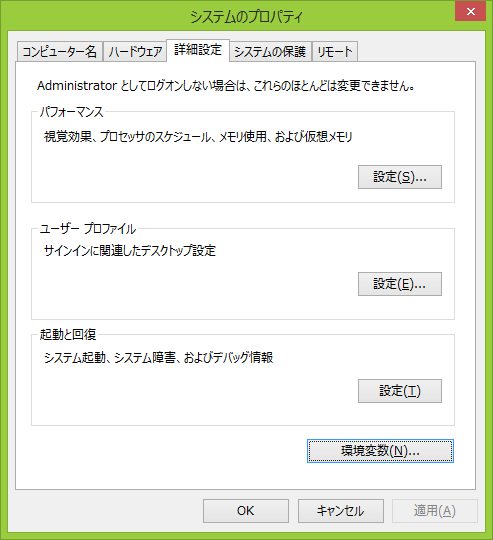 システムのプロパティ
コンピューター名 ハードウェア 詳細設定 システムの保護 リモート
Administrator としてログオンしない場合は、これらのほとんどは変更できません。
パフォーマンス
視覚効果、プロセッサのスケジュール、メモリ使用、および仮想メモリ
設定(S)...
ユーザー プロファイル
サインインに関連したデスクトップ設定
設定(E)...
起動と回復
システム起動、システム障害、およびデバッグ情報
設定(T)
環境変数(N)...
OK キャンセル 適用(A)